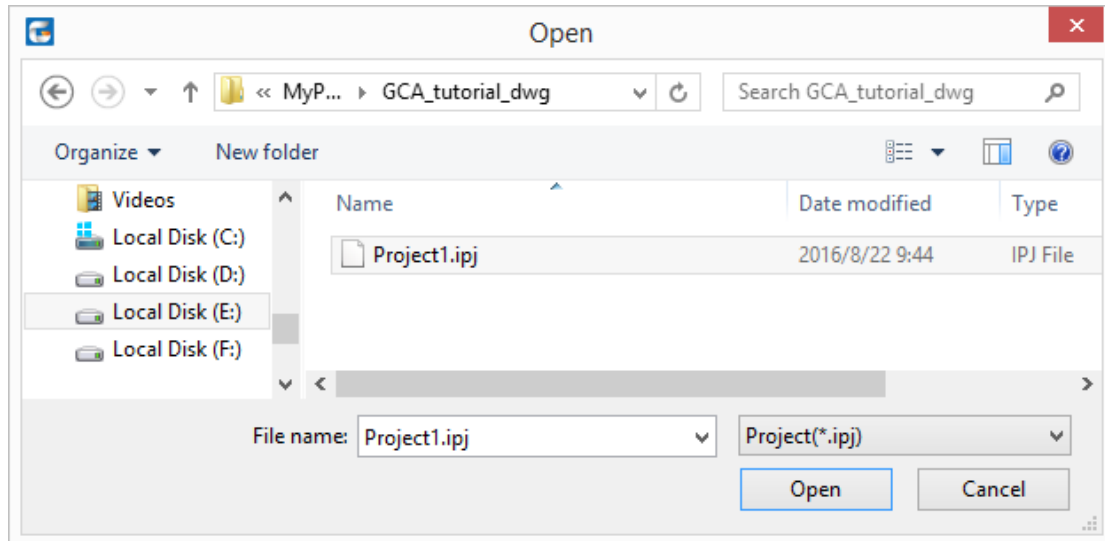 Open
« MyP... GCA_tutorial_dwg Search GCA_tutorial_dwg
Organize New folder
Videos
Local Disk (C:)
Local Disk (D:)
Local Disk (E:)
Local Disk (F:)
Name Date modified Type
Project1.ipj 2016/8/22 9:44 IPJ File
File name: Project1.ipj Project(*.ipj)
Open Cancel